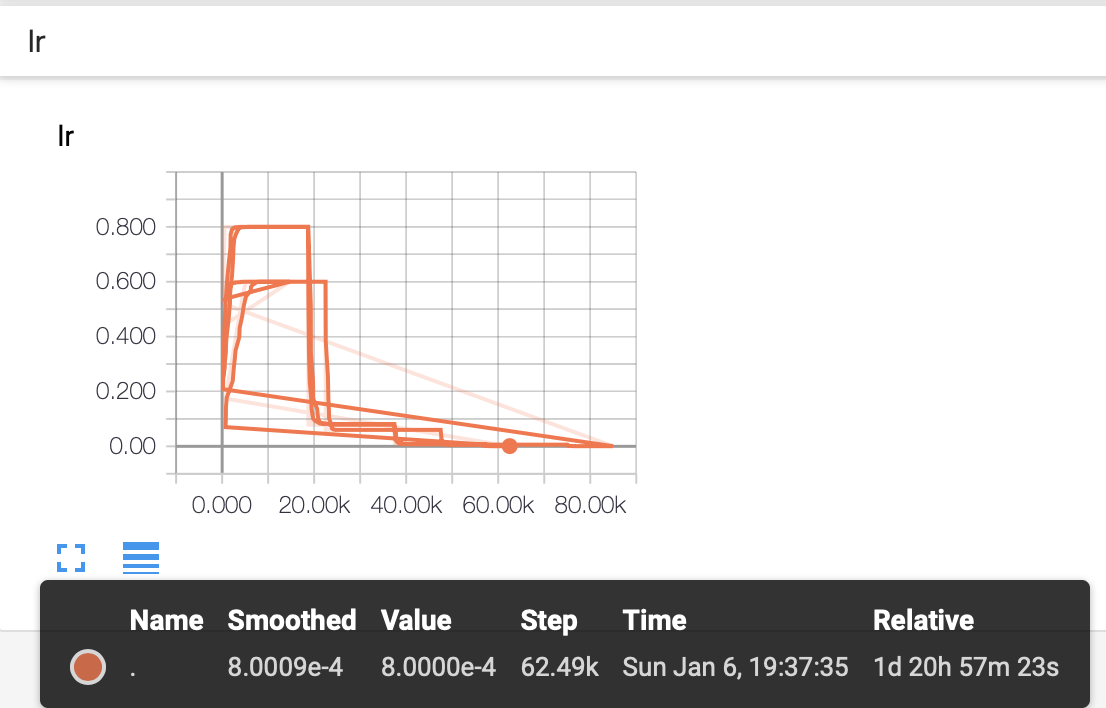 lr
lr
0.800
0.600
0.400
0.200
0.00
0.000 20.00k 40.00k 60.00k 80.00k
Name Smoothed Value Step Time Relative
. 8.0009e-4 8.0000e-4 62.49k Sun Jan 6, 19:37:35 1d 20h 57m 23s